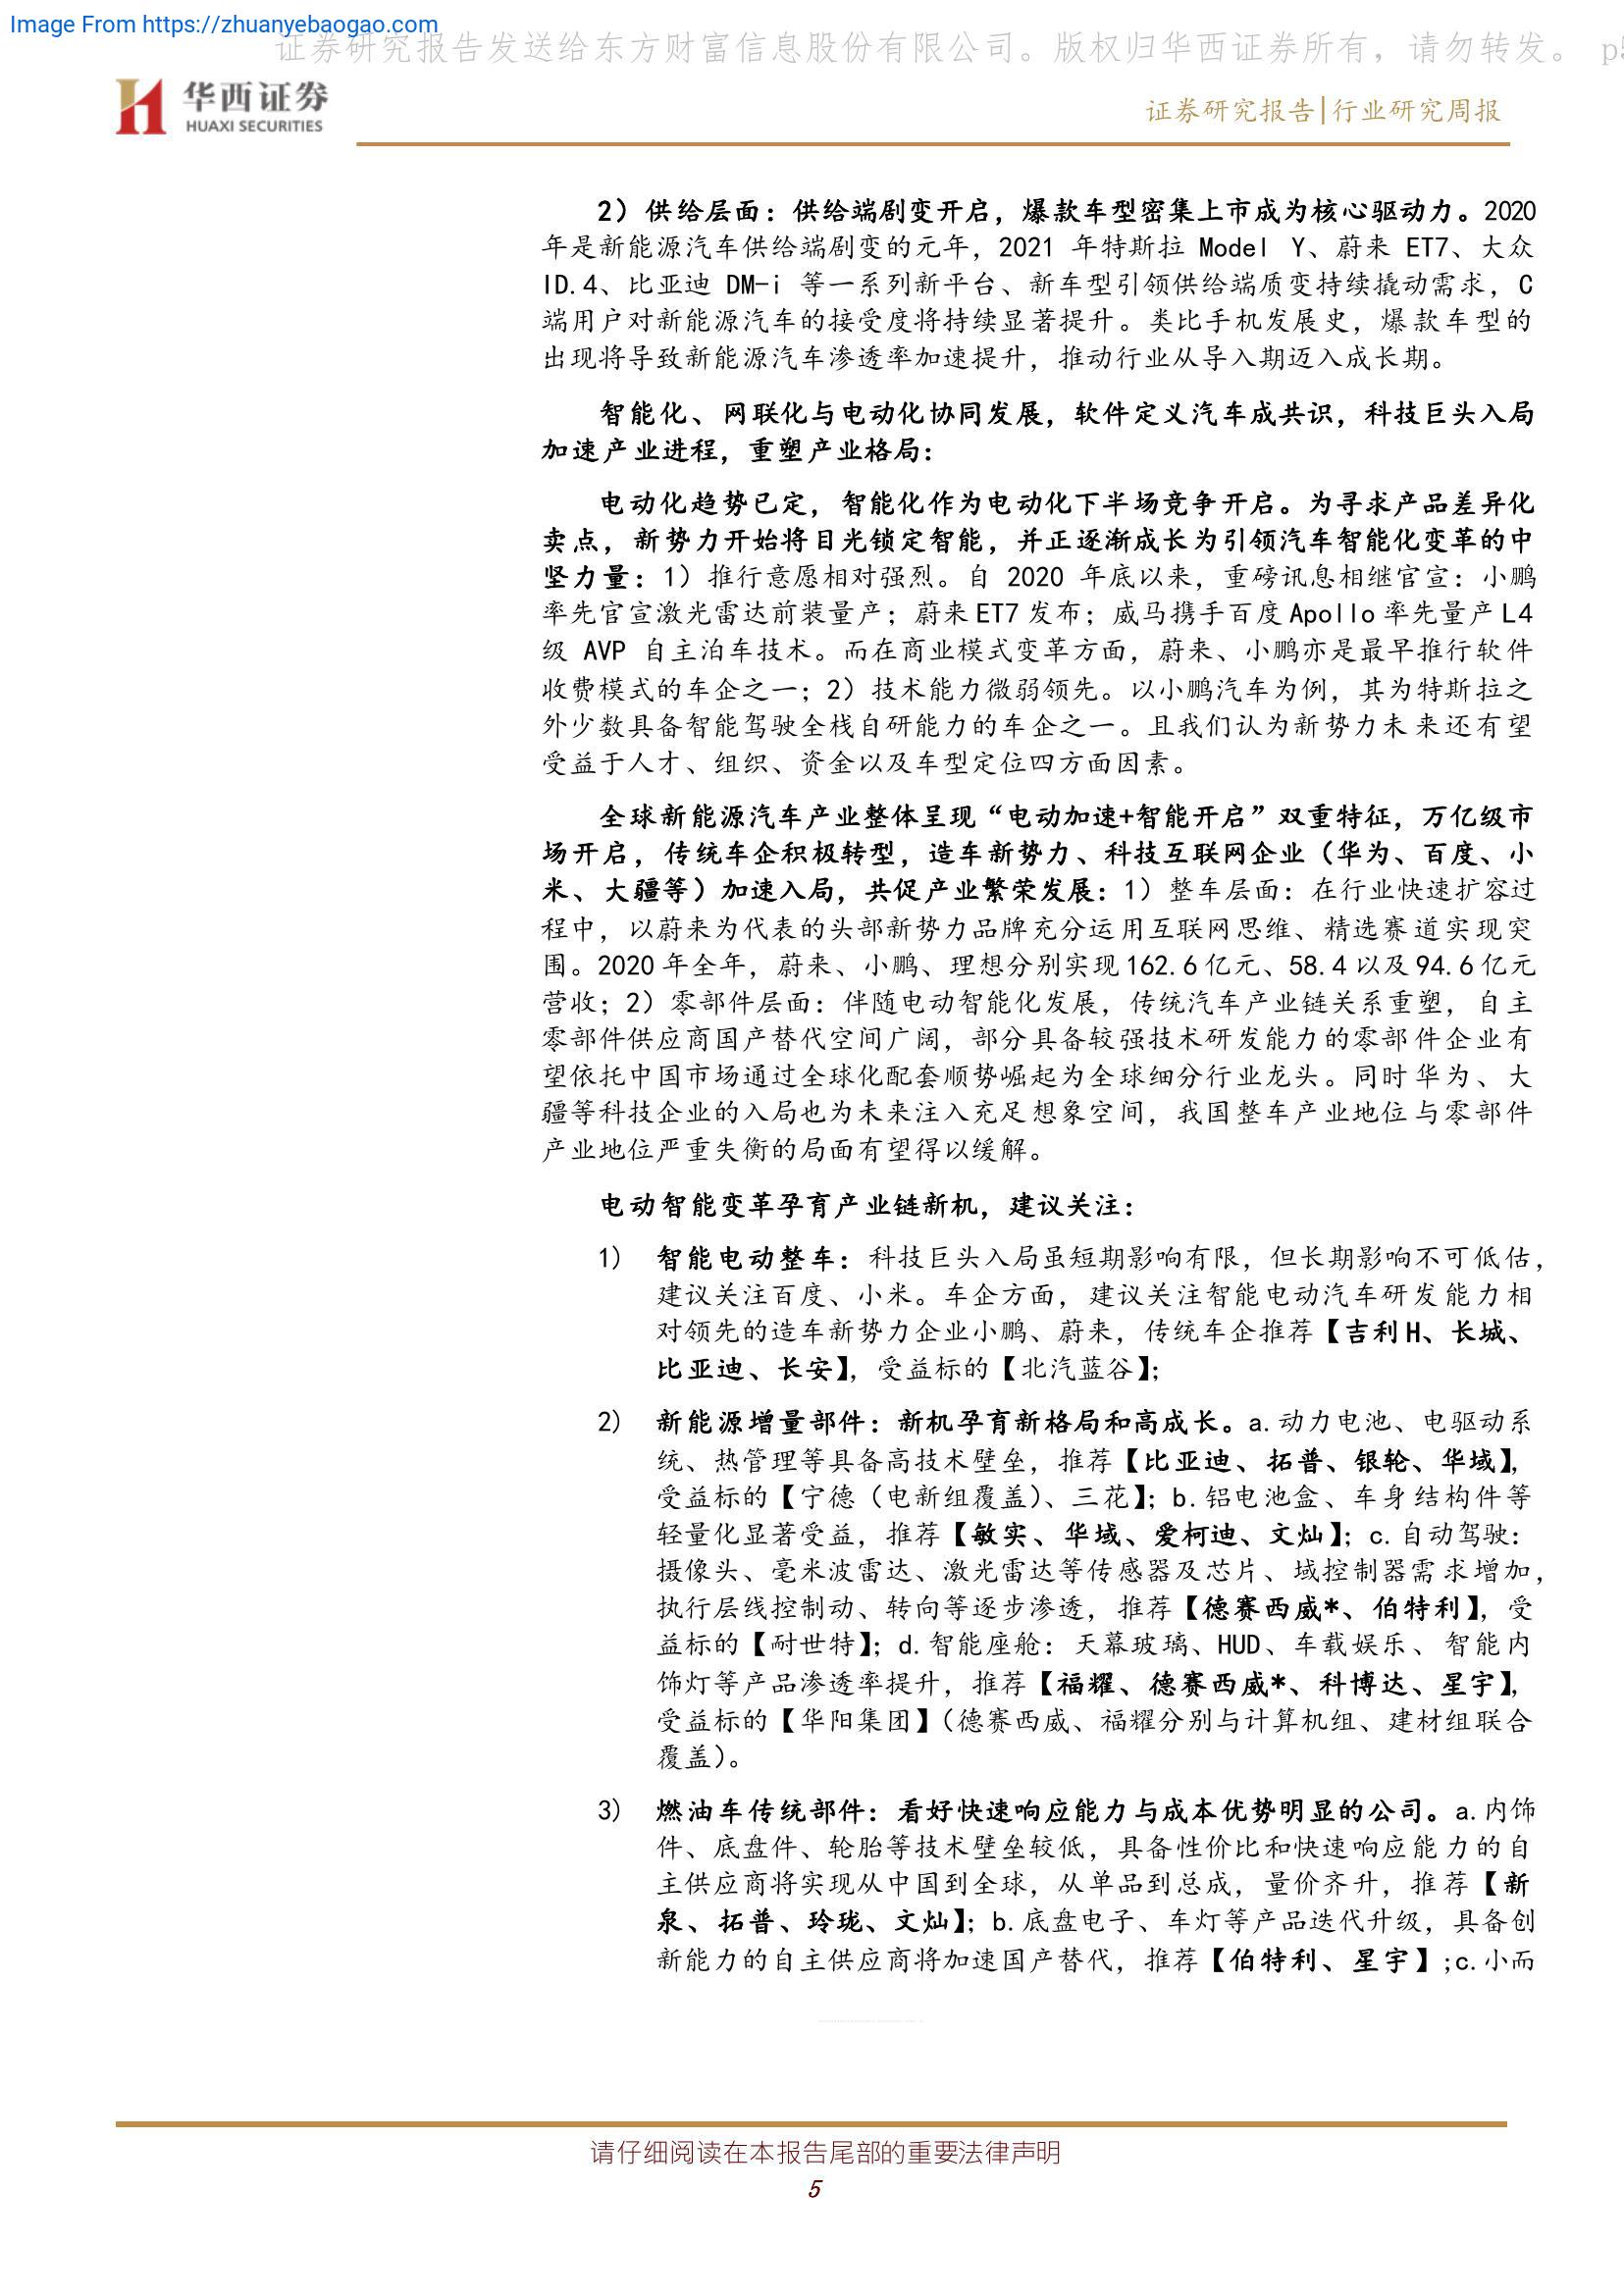 Image From https://zhuanyebaogao.com
证券研究报告发送给东方财富信息股份有限公司。版权归华西证券所有，请勿转发。 p5
华西证券
HUAXI SECURITIES
证券研究报告|行业研究周报
2）供给层面：供给端剧变开启，爆款车型密集上市成为核心驱动力。2020
年是新能源汽车供给端剧变的元年，2021 年特斯拉 Model Y、蔚来 ET7、大众
ID.4、比亚迪 DM-i 等一系列新平台、新车型引领供给端质变持续撬动需求，C
端用户对新能源汽车的接受度将持续显著提升。类比手机发展史，爆款车型的
出现将导致新能源汽车渗透率加速提升，推动行业从导入期迈入成长期。
智能化、网联化与电动化协同发展，软件定义汽车成共识，科技巨头入局
加速产业进程，重塑产业格局：
电动化趋势已定，智能化作为电动化下半场竞争开启。为寻求产品差异化
卖点，新势力开始将目光锁定智能，并正逐渐成长为引领汽车智能化变革的中
坚力量：1）推行意愿相对强烈。自 2020 年底以来，重磅讯息相继官宣：小鹏
率先官宣激光雷达前装量产；蔚来 ET7 发布；威马携手百度 Apollo 率先量产 L4
级 AVP 自主泊车技术。而在商业模式变革方面，蔚来、小鹏亦是最早推行软件
收费模式的车企之一；2）技术能力微弱领先。以小鹏汽车为例，其为特斯拉之
外少数具备智能驾驶全栈自研能力的车企之一。且我们认为新势力未来还有望
受益于人才、组织、资金以及车型定位四方面因素。
全球新能源汽车产业整体呈现“电动加速+智能开启”双重特征，万亿级市
场开启，传统车企积极转型，造车新势力、科技互联网企业（华为、百度、小
米、大疆等）加速入局，共促产业繁荣发展：1）整车层面：在行业快速扩容过
程中，以蔚来为代表的头部新势力品牌充分运用互联网思维、精选赛道实现突
围。2020 年全年，蔚来、小鹏、理想分别实现 162.6 亿元、58.4 以及 94.6 亿元
营收；2）零部件层面：伴随电动智能化发展，传统汽车产业链关系重塑，自主
零部件供应商国产替代空间广阔，部分具备较强技术研发能力的零部件企业有
望依托中国市场通过全球化配套顺势崛起为全球细分行业龙头。同时华为、大
疆等科技企业的入局也为未来注入充足想象空间，我国整车产业地位与零部件
产业地位严重失衡的局面有望得以缓解。
电动智能变革孕育产业链新机，建议关注：
1） 智能电动整车：科技巨头入局虽短期影响有限，但长期影响不可低估，
建议关注百度、小米。车企方面，建议关注智能电动汽车研发能力相
对领先的造车新势力企业小鹏、蔚来，传统车企推荐【吉利 H、长城、
比亚迪、长安】，受益标的【北汽蓝谷】；
2） 新能源增量部件：新机孕育新格局和高成长。a.动力电池、电驱动系
统、热管理等具备高技术壁垒，推荐【比亚迪、拓普、银轮、华域】，
受益标的【宁德（电新组覆盖）、三花】；b.铝电池盒、车身结构件等
轻量化显著受益，推荐【敏实、华域、爱柯迪、文灿】；c.自动驾驶：
摄像头、毫米波雷达、激光雷达等传感器及芯片、域控制器需求增加，
执行层线控制动、转向等逐步渗透，推荐【德赛西威*、伯特利】，受
益标的【耐世特】；d.智能座舱：天幕玻璃、HUD、车载娱乐、智能内
饰灯等产品渗透率提升，推荐【福耀、德赛西威*、科博达、星宇】，
受益标的【华阳集团】（德赛西威、福耀分别与计算机组、建材组联合
覆盖）。
3） 燃油车传统部件：看好快速响应能力与成本优势明显的公司。a.内饰
件、底盘件、轮胎等技术壁垒较低，具备性价比和快速响应能力的自
主供应商将实现从中国到全球，从单品到总成，量价齐升，推荐【新
泉、拓普、玲珑、文灿】；b.底盘电子、车灯等产品迭代升级，具备创
新能力的自主供应商将加速国产替代，推荐【伯特利、星宇】;c.小而
请仔细阅读在本报告尾部的重要法律声明
5